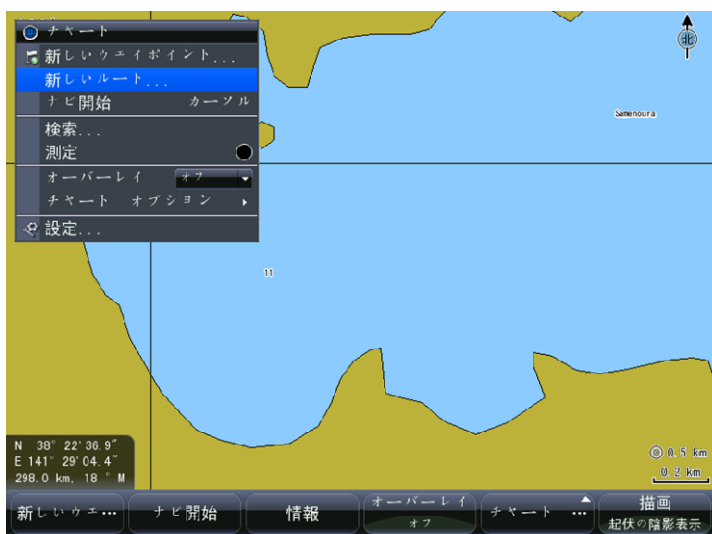 チャート
新しいウエイポイント...
新しいルート...
ナビ開始 カーソル
検索...
測定
オーバーレイ オフ
チャート オプション
設定...
北
Samenoura
11
N 38° 22' 36.9"
E 141° 29' 04.4"
298.0 km, 18 °M
0.5 km
0.2 km
新しいウエ...
ナビ開始
情報
オーバーレイ
オフ
チャート ...
描画
起伏の陰影表示